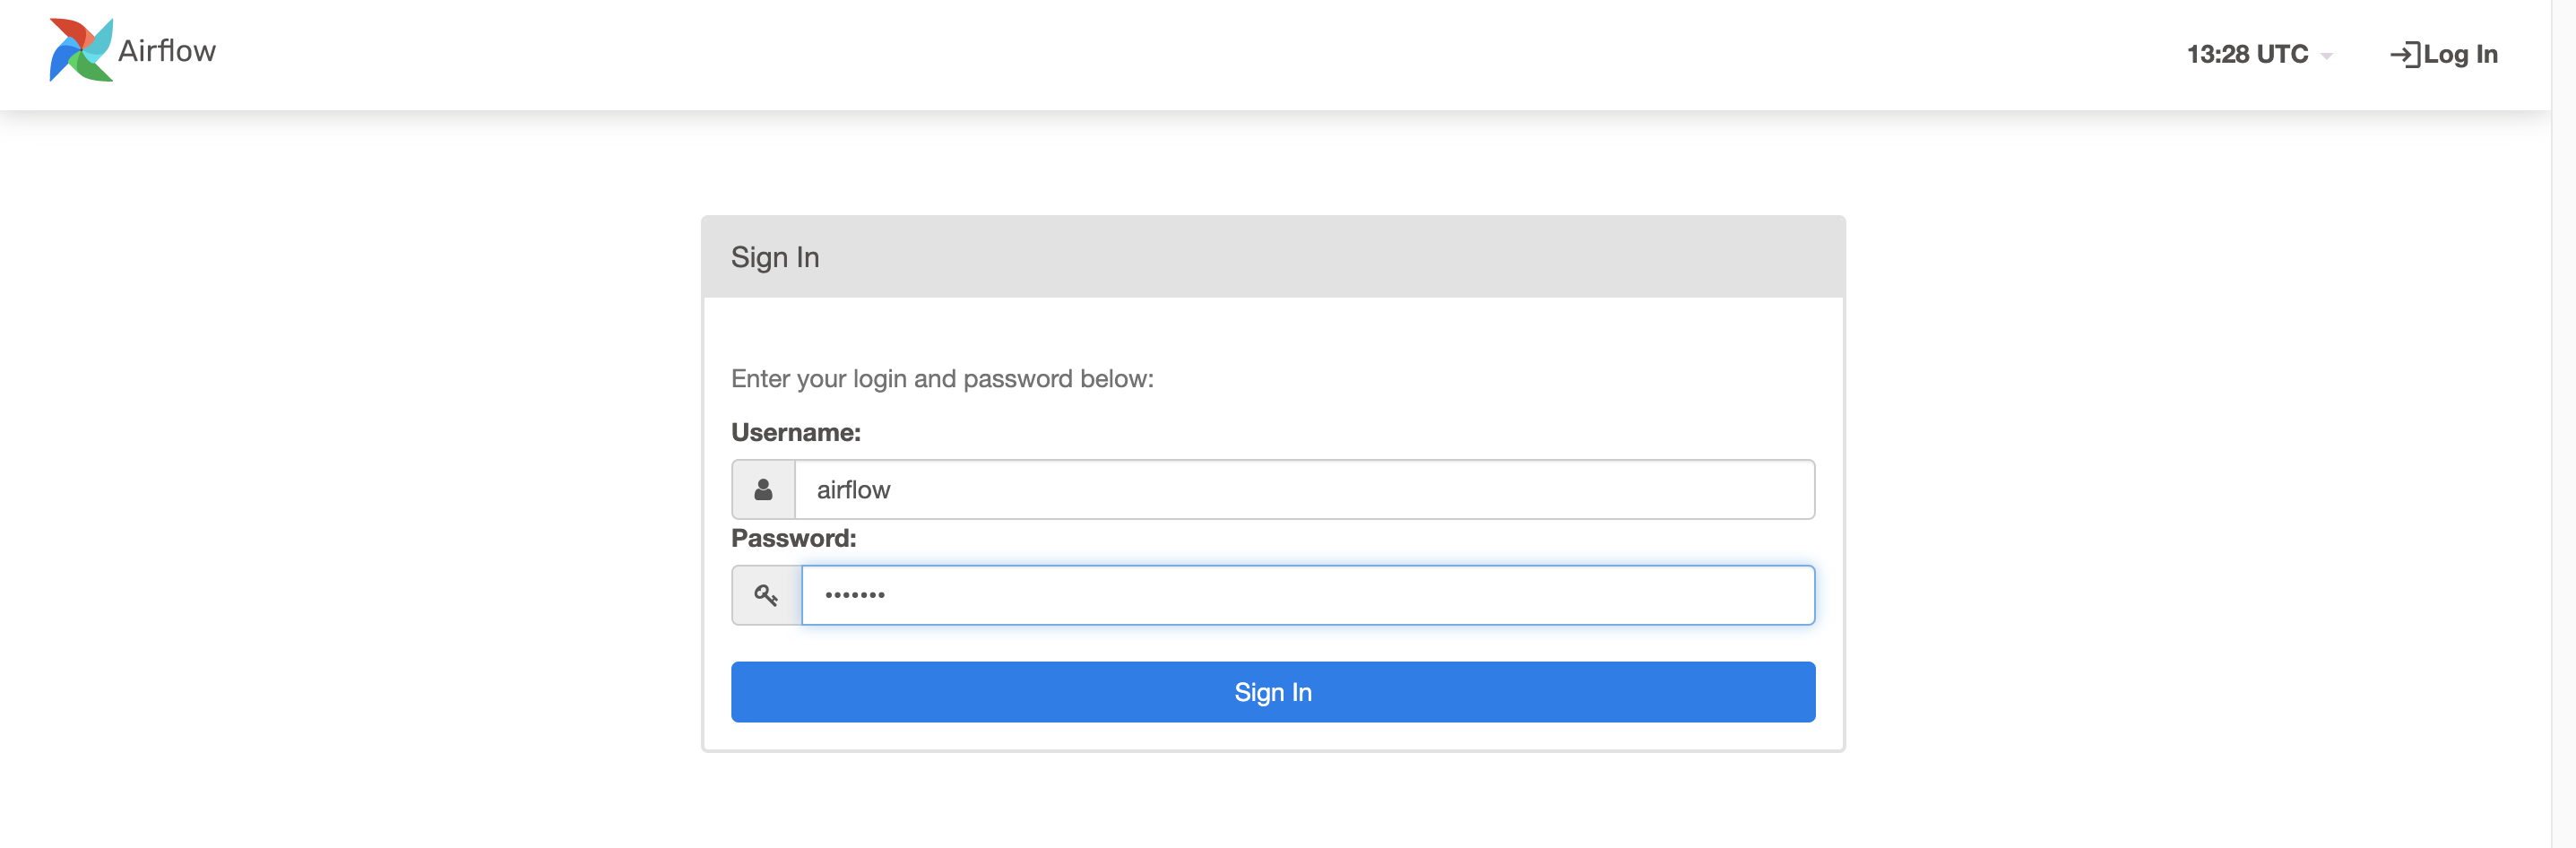 Airflow
13:28 UTC
Log In
Sign In
Enter your login and password below:
Username:
airflow
Password:
•••••••
Sign In